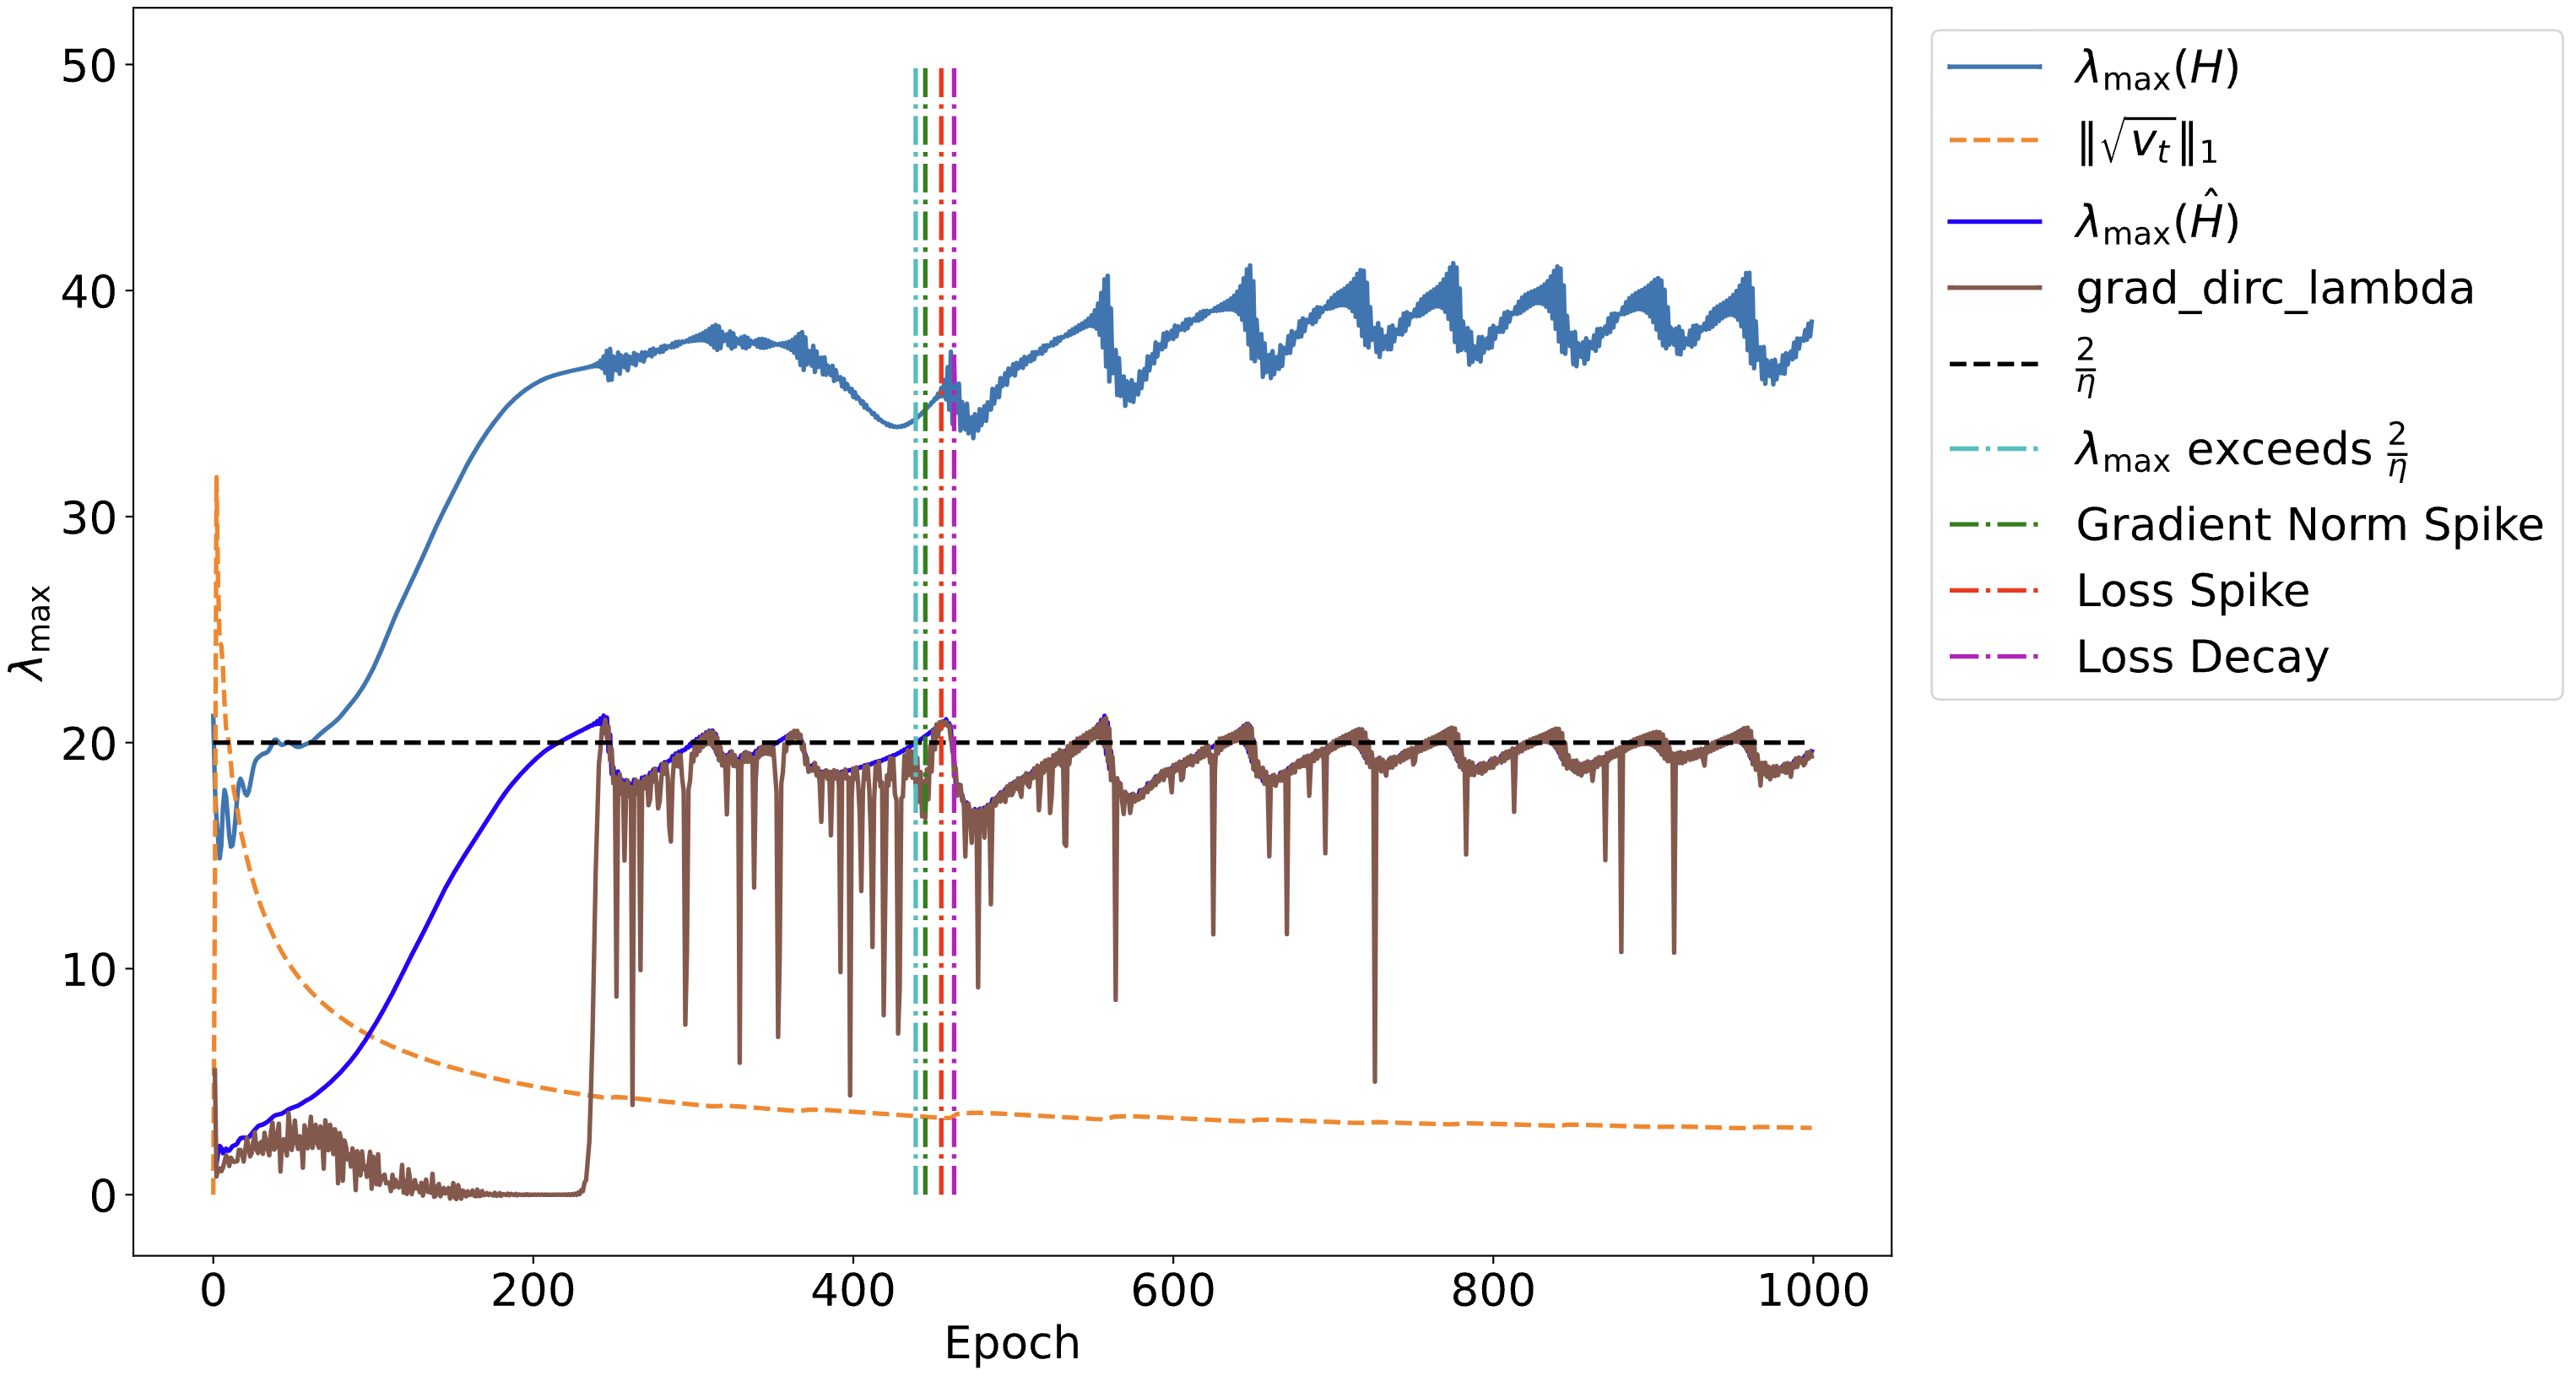 50
40
30
20
10
0
λmax
0 200 400 600 800 1000
Epoch
λmax(H)
‖√vt‖1
λmax(Ĥ)
grad_dirc_lambda
2/η
λmax exceeds 2/η
Gradient Norm Spike
Loss Spike
Loss Decay